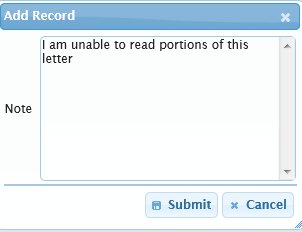 Add Record
I am unable to read portions of this
letter
Note
Submit
Cancel